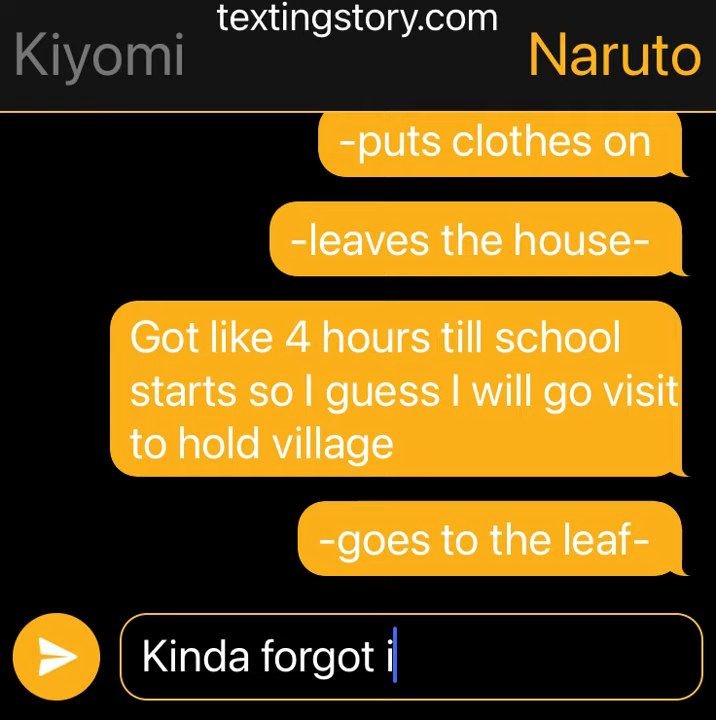 textingstory.com
Kiyomi Naruto
-puts clothes on
-leaves the house-
Got like 4 hours till school
starts so I guess I will go visit
to hold village
-goes to the leaf-
Kinda forgot i